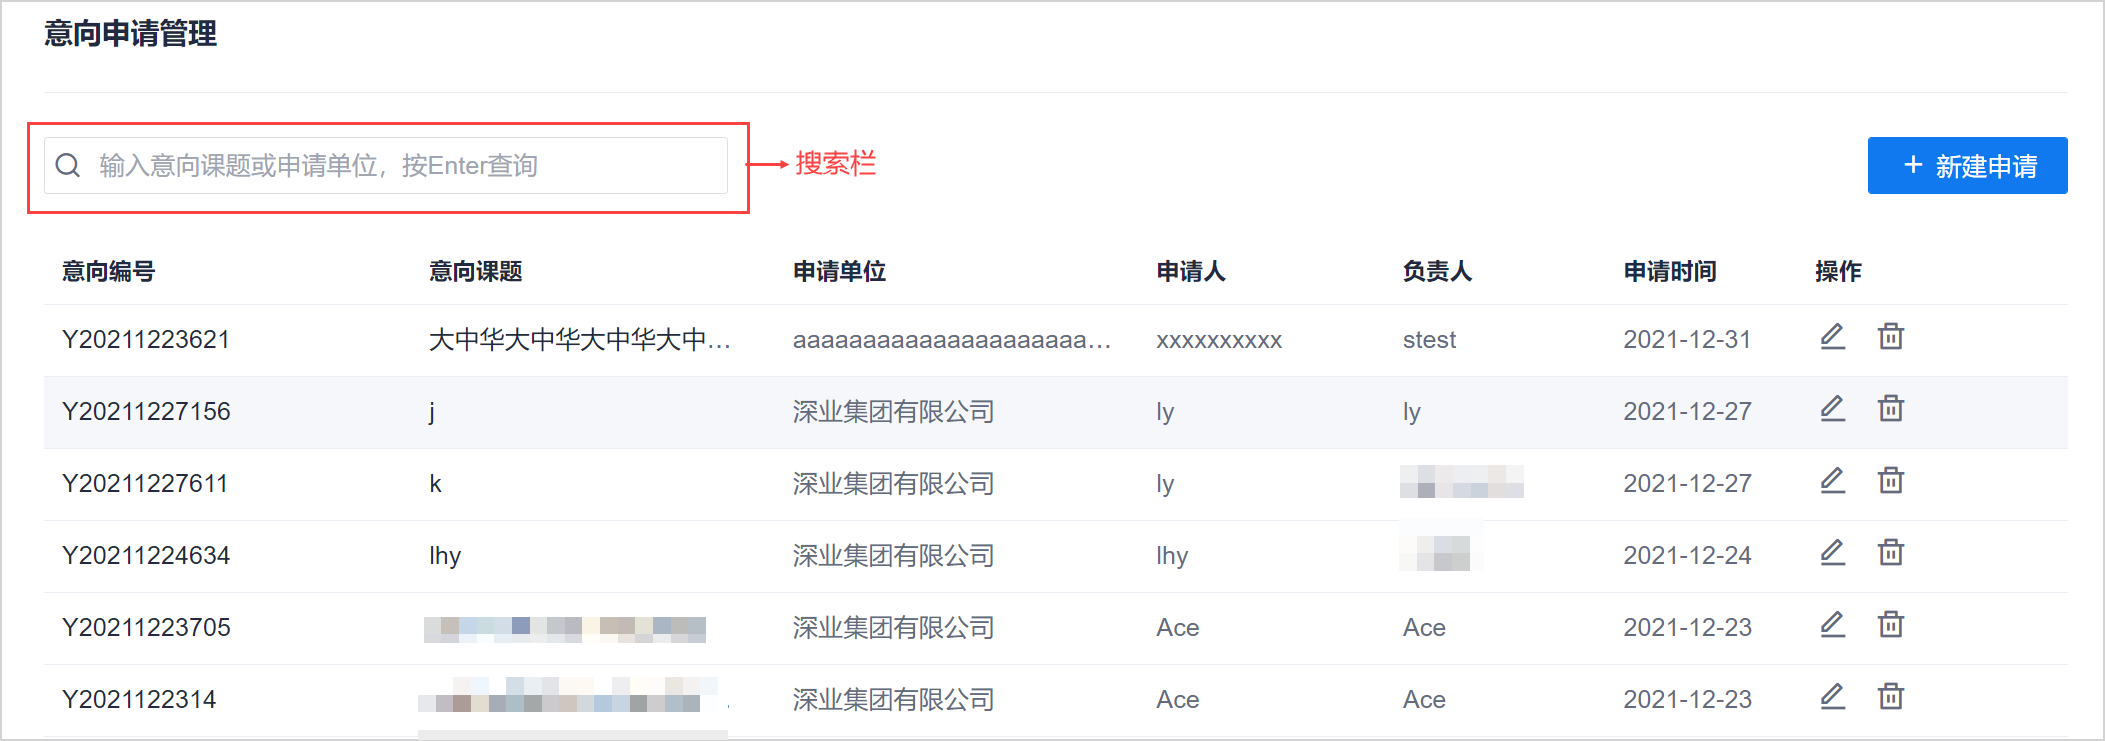 意向申请管理
输入意向课题或申请单位，按Enter查询
搜索栏
+ 新建申请
意向编号 意向课题 申请单位 申请人 负责人 申请时间 操作
Y20211223621 大中华大中华大中华大中... aaaaaaaaaaaaaaaaaaaaa... xxxxxxxxxx stest 2021-12-31
Y20211227156 j 深业集团有限公司 ly ly 2021-12-27
Y20211227611 k 深业集团有限公司 ly 2021-12-27
Y20211224634 lhy 深业集团有限公司 lhy 2021-12-24
Y20211223705 深业集团有限公司 Ace Ace 2021-12-23
Y2021122314 深业集团有限公司 Ace Ace 2021-12-23